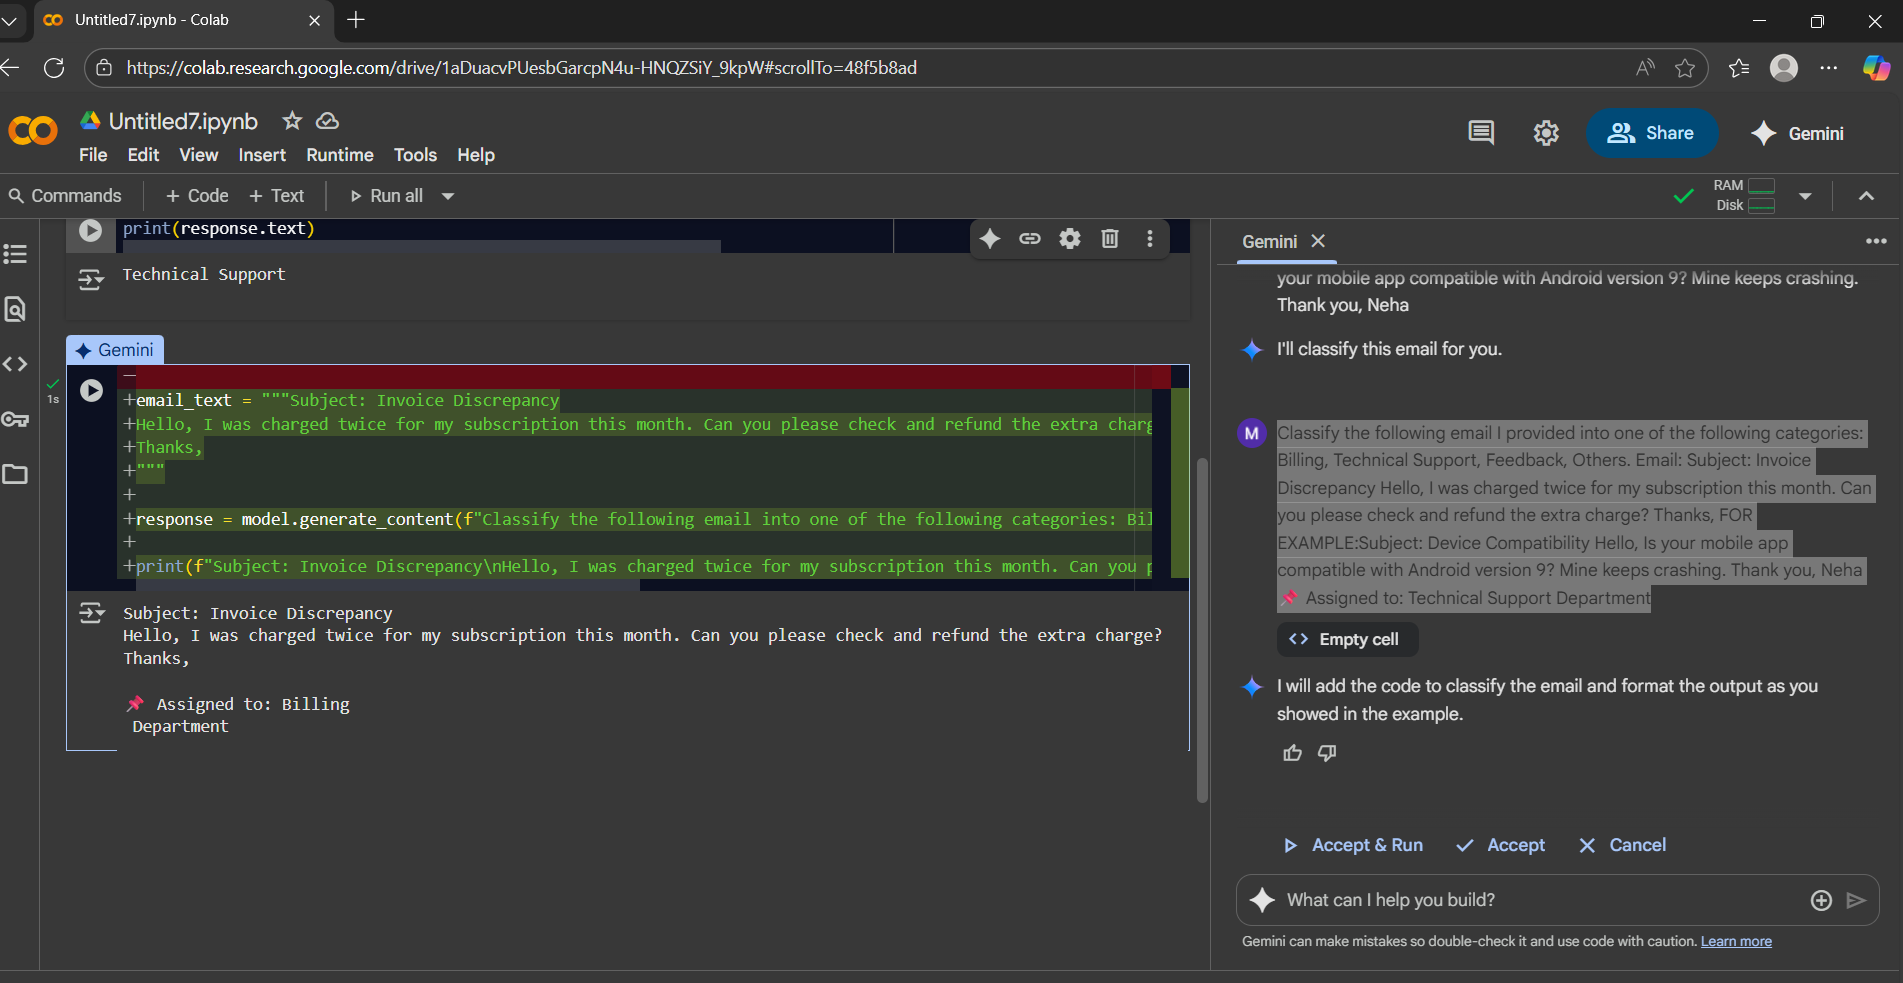 Untitled7.ipynb - Colab
https://colab.research.google.com/drive/1aDuacvPUesbGarcpN4u-HNQZSiY_9kpW#scrollTo=48f5b8ad
Untitled7.ipynb
File Edit View Insert Runtime Tools Help
Share
Gemini
Commands + Code + Text Run all
RAM
Disk
print(response.text)
Technical Support
Gemini
1s
+email_text = """Subject: Invoice Discrepancy
+Hello, I was charged twice for my subscription this month. Can you please check and refund the extra charg
+Thanks,
+"""
+
+response = model.generate_content(f"Classify the following email into one of the following categories: Bil
+
+print(f"Subject: Invoice Discrepancy\nHello, I was charged twice for my subscription this month. Can you p
Subject: Invoice Discrepancy
Hello, I was charged twice for my subscription this month. Can you please check and refund the extra charge?
Thanks,
📌 Assigned to: Billing
Department
Gemini
your mobile app compatible with Android version 9? Mine keeps crashing.
Thank you, Neha
I'll classify this email for you.
M
Classify the following email I provided into one of the following categories:
Billing, Technical Support, Feedback, Others. Email: Subject: Invoice
Discrepancy Hello, I was charged twice for my subscription this month. Can
you please check and refund the extra charge? Thanks, FOR
EXAMPLE:Subject: Device Compatibility Hello, Is your mobile app
compatible with Android version 9? Mine keeps crashing. Thank you, Neha
📌 Assigned to: Technical Support Department
<> Empty cell
I will add the code to classify the email and format the output as you
showed in the example.
Accept & Run Accept Cancel
What can I help you build?
Gemini can make mistakes so double-check it and use code with caution. Learn more